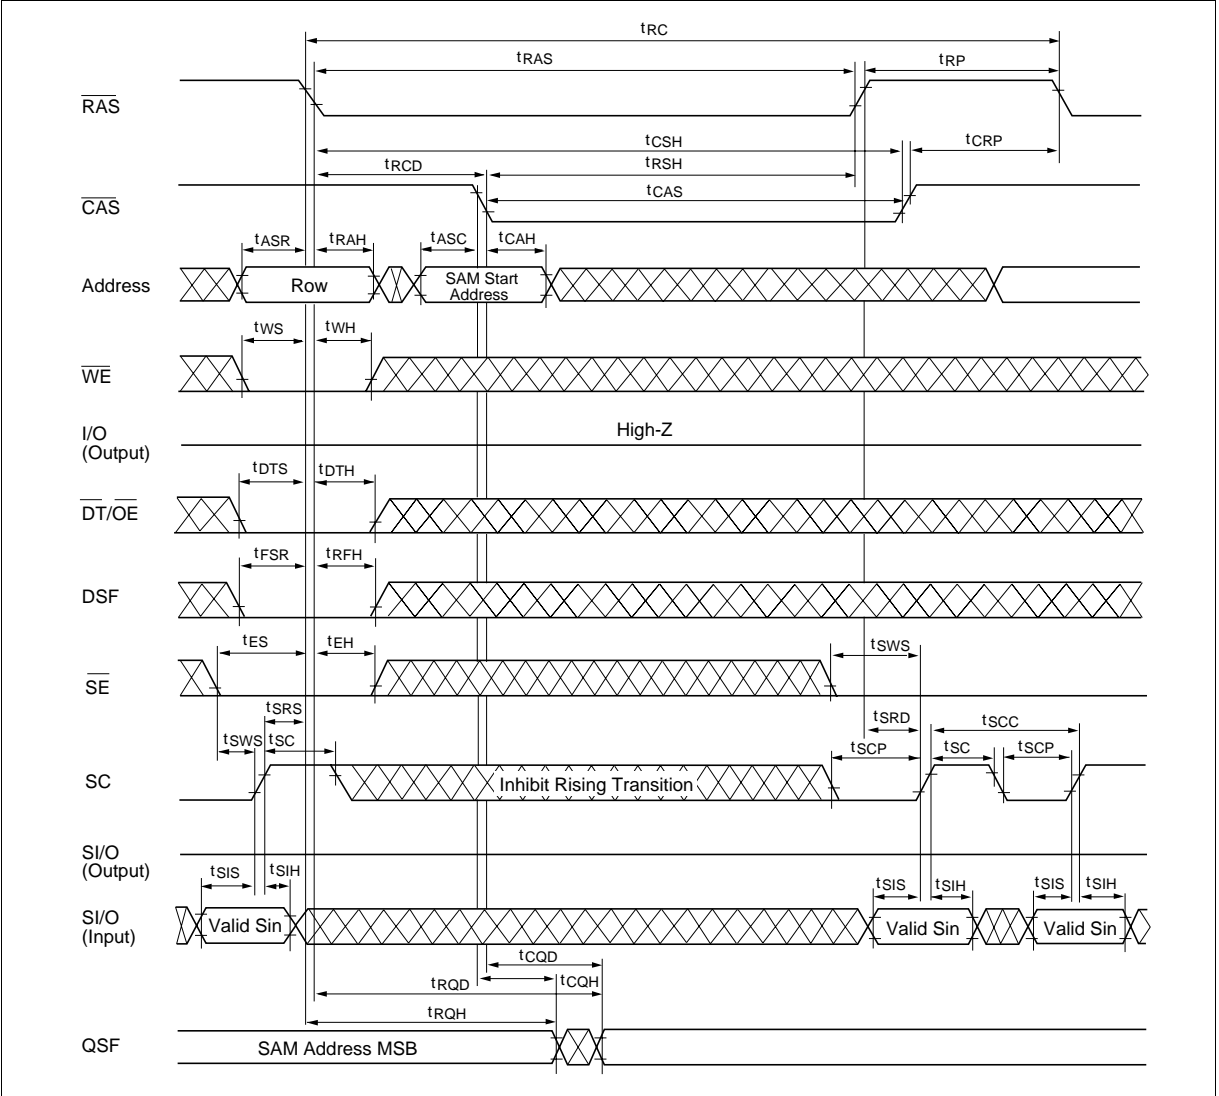 tRC
tRAS tRP
RAS
tCSH tCRP
tRCD tRSH
tCAS
CAS
tASR tRAH tASC tCAH
Address Row SAM Start Address
tWS tWH
WE
I/O (Output) High-Z
tDTS tDTH
DT/OE
tFSR tRFH
DSF
tES tEH tSWS
SE
tSRS tSRD tSCC
tSWS tSC tSCP tSC tSCP
SC Inhibit Rising Transition
SI/O (Output)
tSIS tSIH tSIS tSIH tSIS tSIH
SI/O (Input) Valid Sin Valid Sin Valid Sin
tCQD
tRQD tCQH
tRQH
QSF SAM Address MSB